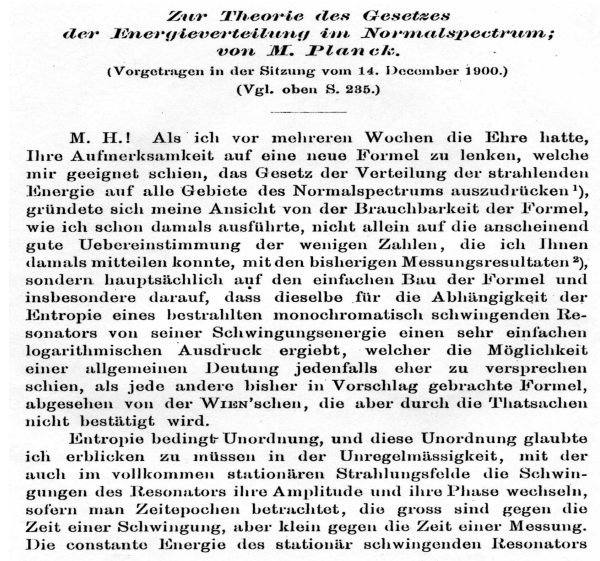 Zur Theorie des Gesetzes
der Energieverteilung im Normalspectrum;
von M. Planck.
(Vorgetragen in der Sitzung vom 14. December 1900.)
(Vgl. oben S. 235.)
M. H.! Als ich vor mehreren Wochen die Ehre hatte,
Ihre Aufmerksamkeit auf eine neue Formel zu lenken, welche
mir geeignet schien, das Gesetz der Verteilung der strahlenden
Energie auf alle Gebiete des Normalspectrums auszudrücken ¹),
gründete sich meine Ansicht von der Brauchbarkeit der Formel,
wie ich schon damals ausführte, nicht allein auf die anscheinend
gute Uebereinstimmung der wenigen Zahlen, die ich Ihnen
damals mitteilen konnte, mit den bisherigen Messungsresultaten ²),
sondern hauptsächlich auf den einfachen Bau der Formel und
insbesondere darauf, dass dieselbe für die Abhängigkeit der
Entropie eines bestrahlten monochromatisch schwingenden Re-
sonators von seiner Schwingungsenergie einen sehr einfachen
logarithmischen Ausdruck ergiebt, welcher die Möglichkeit
einer allgemeinen Deutung jedenfalls eher zu versprechen
schien, als jede andere bisher in Vorschlag gebrachte Formel,
abgesehen von der WIEN'schen, die aber durch die Thatsachen
nicht bestätigt wird.
Entropie bedingt Unordnung, und diese Unordnung glaubte
ich erblicken zu müssen in der Unregelmässigkeit, mit der
auch im vollkommen stationären Strahlungsfelde die Schwin-
gungen des Resonators ihre Amplitude und ihre Phase wechseln,
sofern man Zeitepochen betrachtet, die gross sind gegen die
Zeit einer Schwingung, aber klein gegen die Zeit einer Messung.
Die constante Energie des stationär schwingenden Resonators